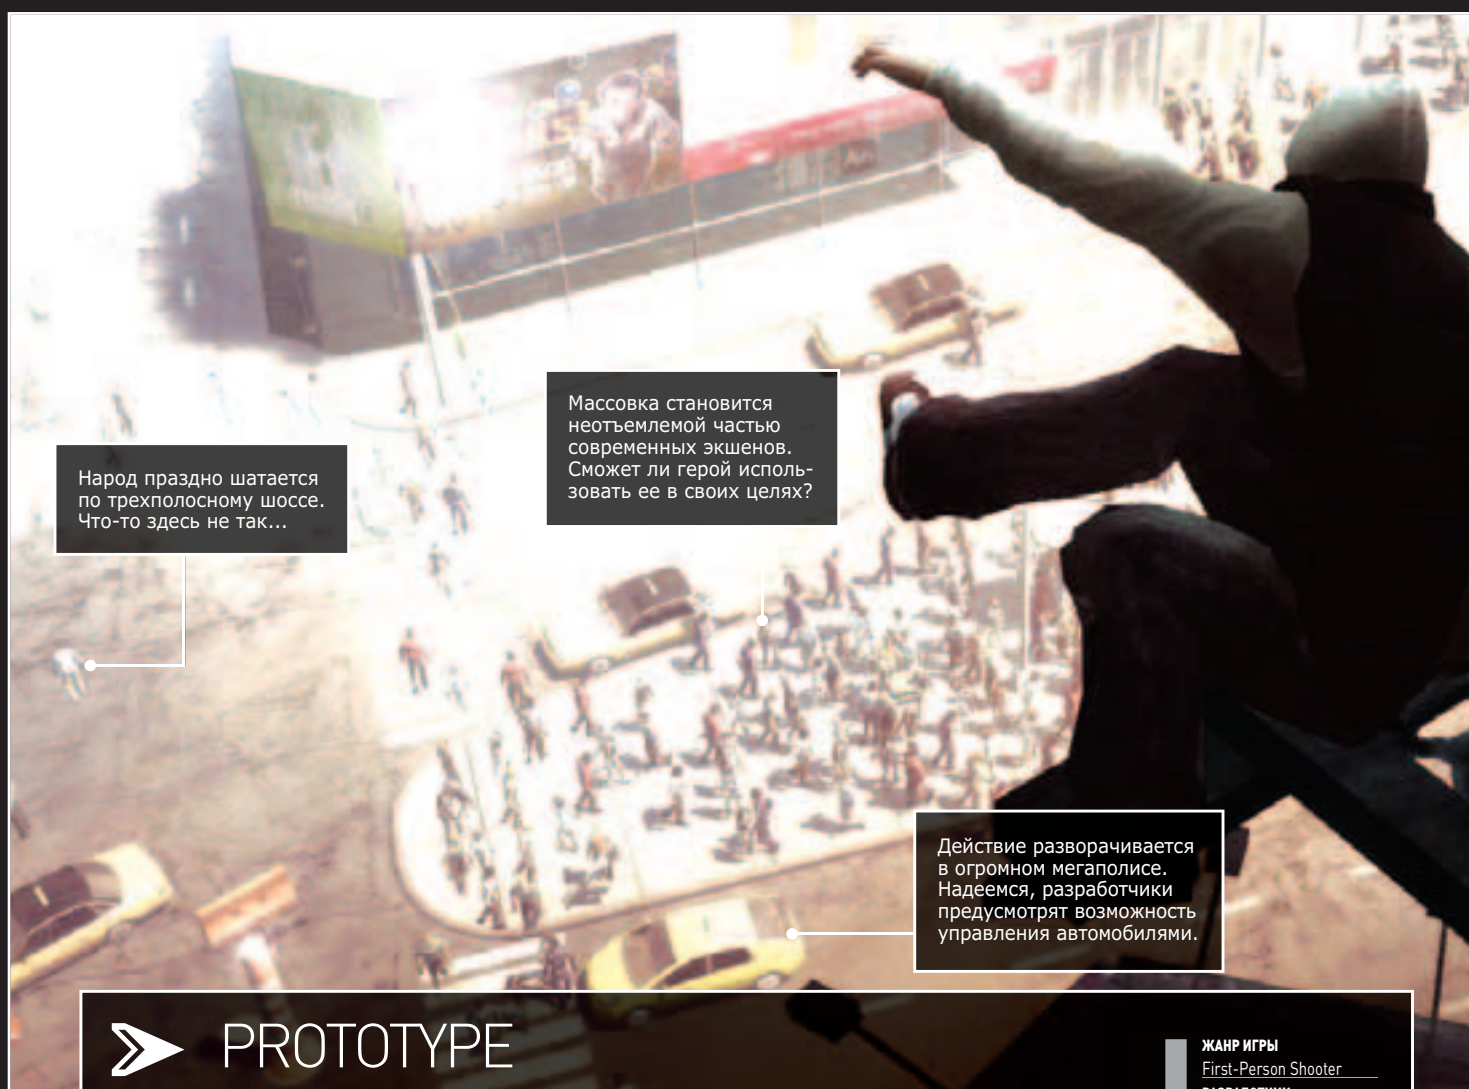 Народ праздно шатается
по трехполосному шоссе.
Что-то здесь не так...
Массовка становится
неотъемлемой частью
современных экшенов.
Сможет ли герой исполь-
зовать ее в своих целях?
Действие разворачивается
в огромном мегаполисе.
Надеемся, разработчики
предусмотрят возможность
управления автомобилями.
PROTOTYPE
ЖАНР ИГРЫ
First-Person Shooter